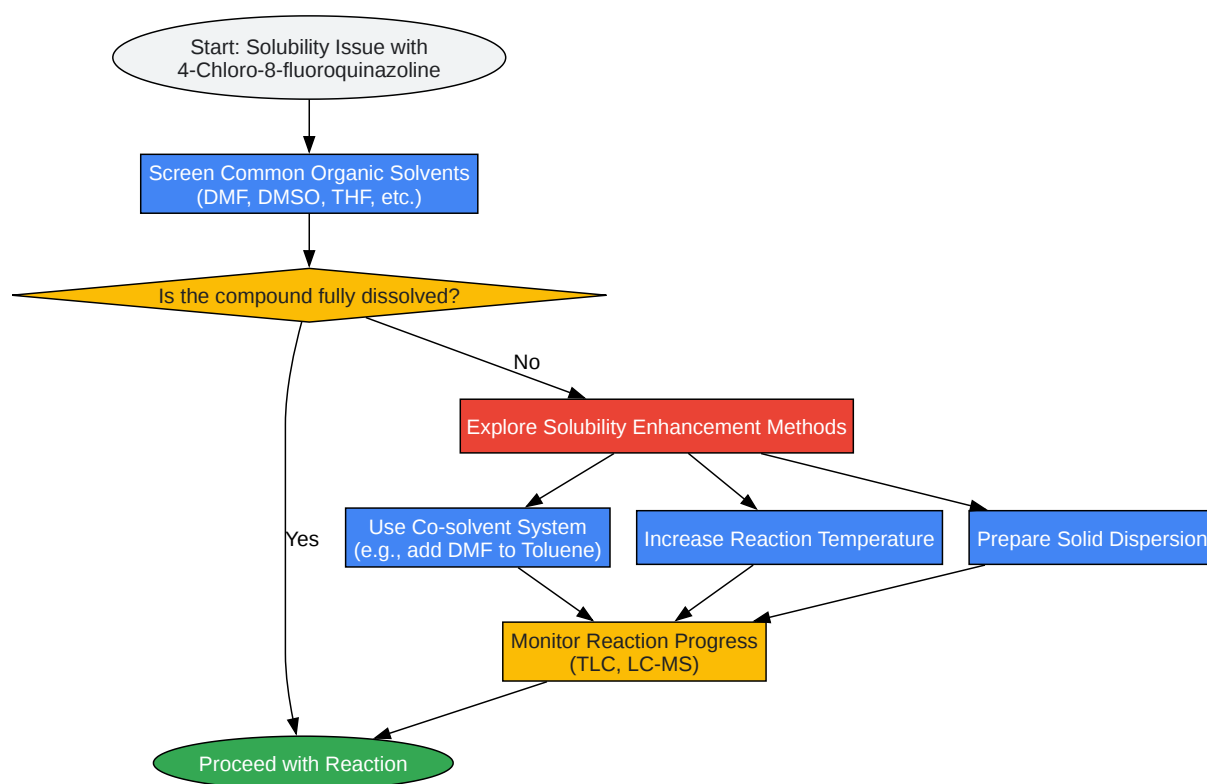 Start: Solubility Issue with
4-Chloro-8-fluoroquinazoline
Screen Common Organic Solvents
(DMF, DMSO, THF, etc.)
Is the compound fully dissolved?
No
Explore Solubility Enhancement Methods
Yes
Use Co-solvent System
(e.g., add DMF to Toluene)
Increase Reaction Temperature
Prepare Solid Dispersion
Monitor Reaction Progress
(TLC, LC-MS)
Proceed with Reaction